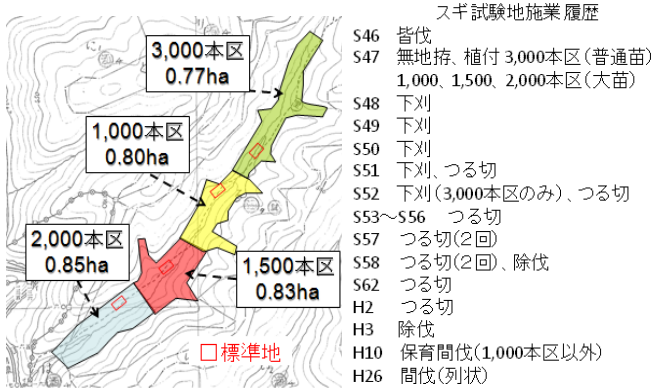 スギ試験地施業履歴
3,000本区
0.77ha
1,000本区
0.80ha
2,000本区
0.85ha
1,500本区
0.83ha
標準地
S46 皆伐
S47 無地拵、植付 3,000本区（普通苗）
1,000、1,500、2,000本区（大苗）
S48 下刈
S49 下刈
S50 下刈
S51 下刈、つる切
S52 下刈（3,000本区のみ）、つる切
S53～S56 つる切
S57 つる切（2回）
S58 つる切（2回）、除伐
S62 つる切
H2 つる切
H3 除伐
H10 保育間伐（1,000本区以外）
H26 間伐（列状）